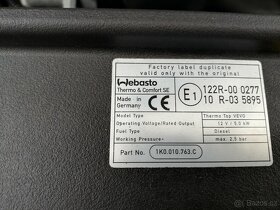 Factory label duplicate
valid only with the original
Webasto
Thermo & Comfort SE
Made in
Germany
E1
122R-00 0277
10 R-03 5895
Model Type
Thermo Top VEVO
Operating Voltage/Rated Output
12 V / 5,0 kW
Fuel Type
Diesel
Working Pressure
max. 2,5 bar
Part No.
1K0.010.763.C